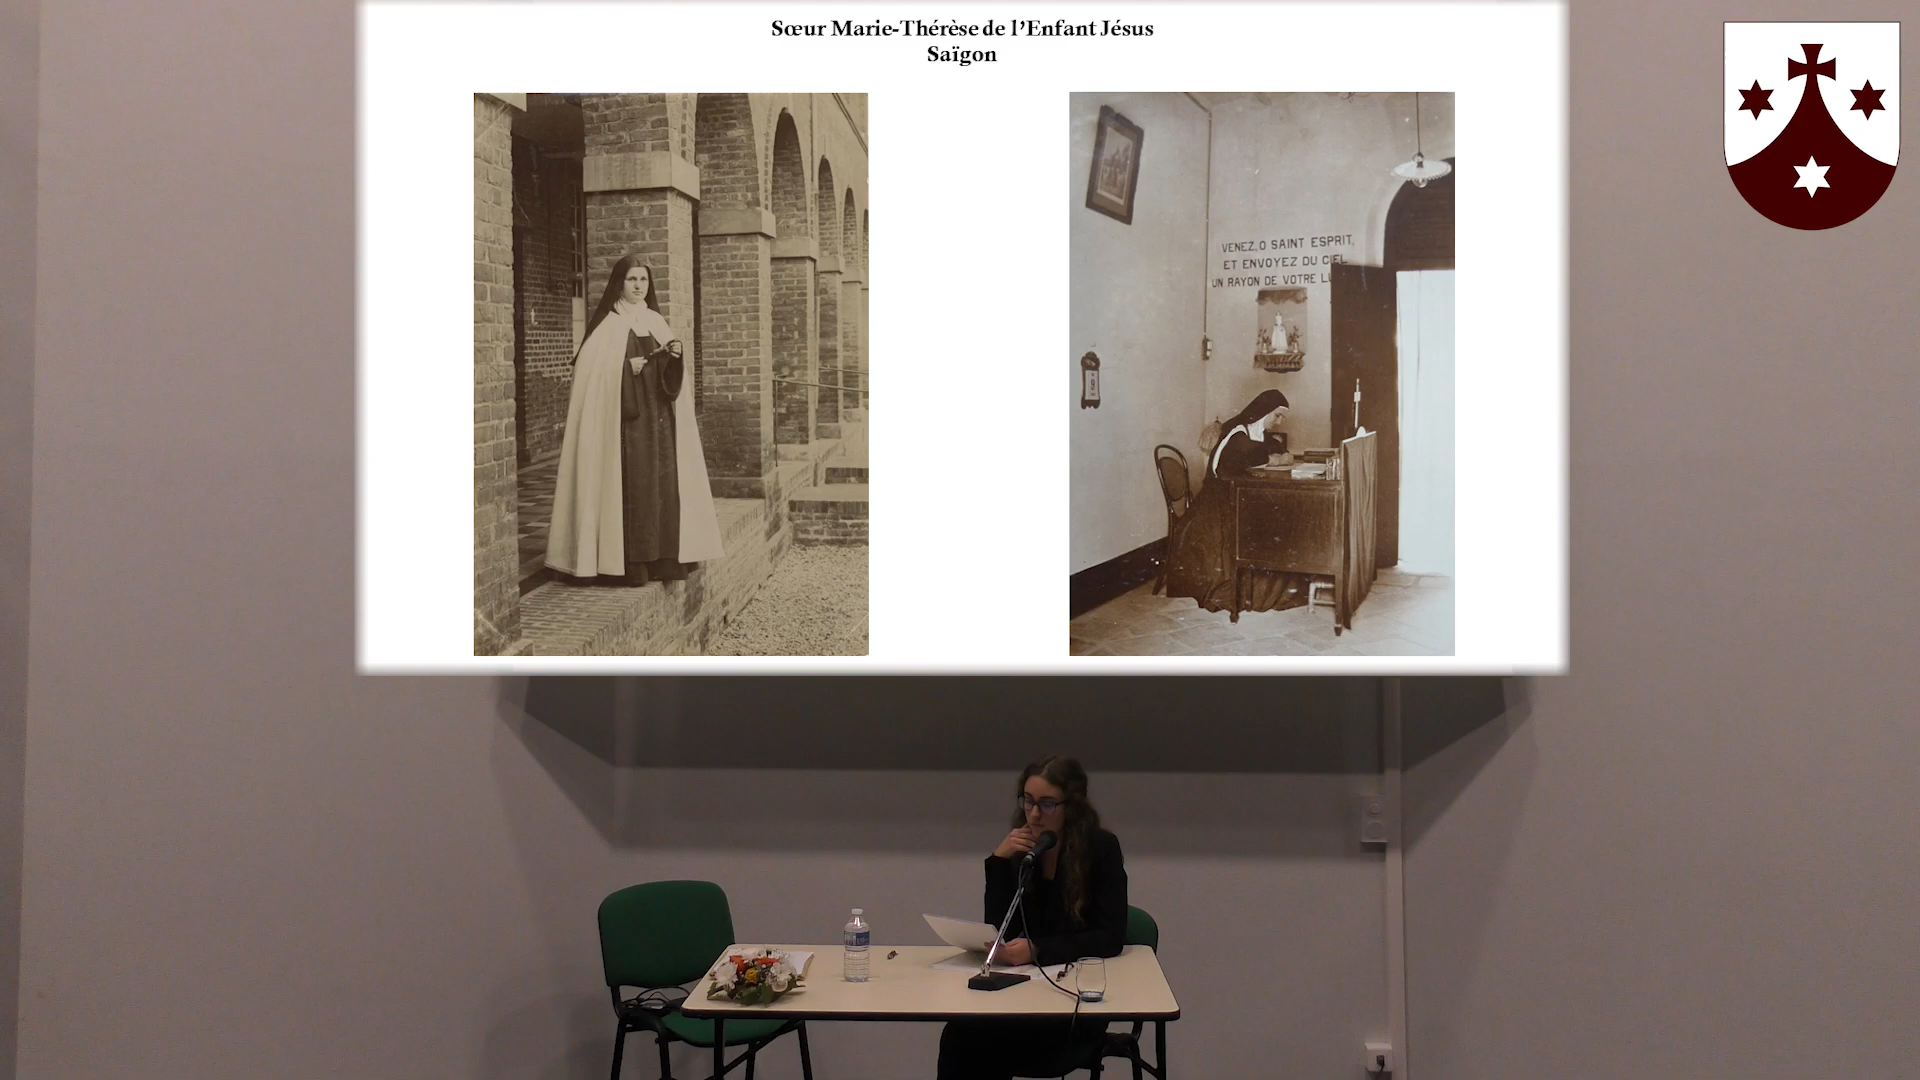 Sœur Marie-Thérèse de l’Enfant Jésus
Saïgon
VENEZ, O SAINT ESPRIT,
ET ENVOYEZ DU CIEL
UN RAYON DE VOTRE